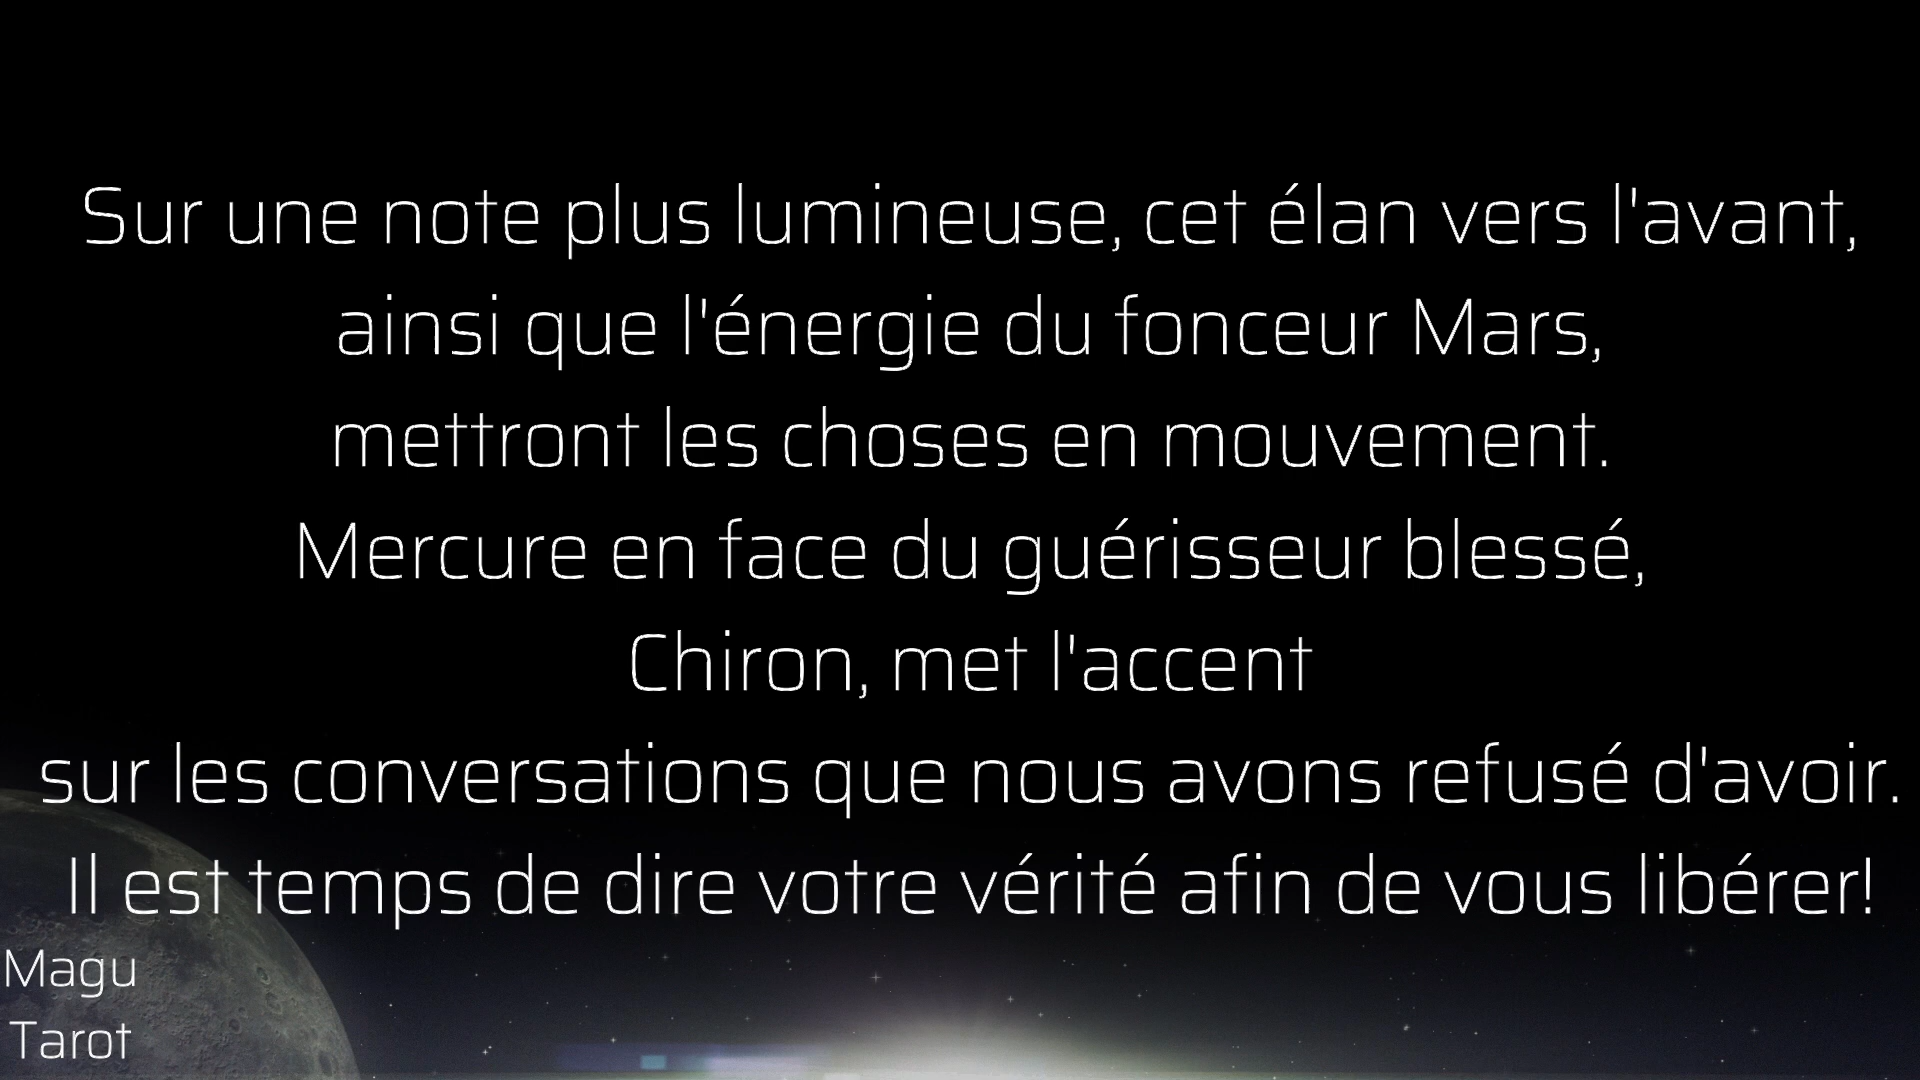 Sur une note plus lumineuse, cet élan vers l'avant,
ainsi que l'énergie du fonceur Mars,
mettront les choses en mouvement.
Mercure en face du guérisseur blessé,
Chiron, met l'accent
sur les conversations que nous avons refusé d'avoir.
Il est temps de dire votre vérité afin de vous libérer!
Magu
Tarot